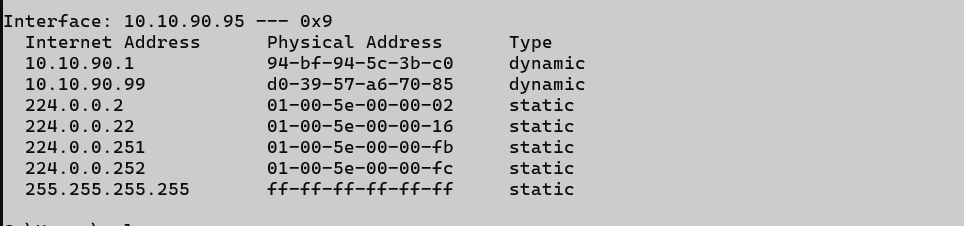 Interface: 10.10.90.95 --- 0x9
  Internet Address      Physical Address      Type
  10.10.90.1            94-bf-94-5c-3b-c0     dynamic
  10.10.90.99           d0-39-57-a6-70-85     dynamic
  224.0.0.2             01-00-5e-00-00-02     static
  224.0.0.22            01-00-5e-00-00-16     static
  224.0.0.251           01-00-5e-00-00-fb     static
  224.0.0.252           01-00-5e-00-00-fc     static
  255.255.255.255       ff-ff-ff-ff-ff-ff     static